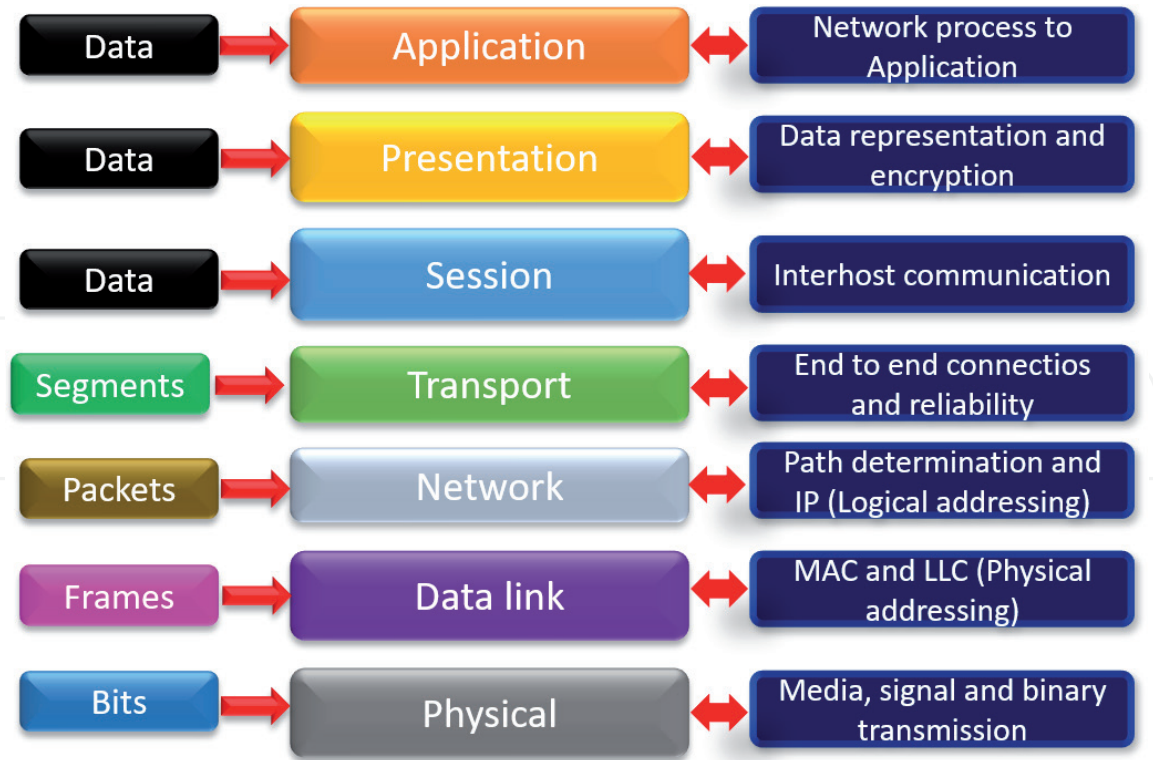 Data
Application
Network process to
Application
Data
Presentation
Data representation and
encryption
Data
Session
Interhost communication
Segments
Transport
End to end connectios
and reliability
Packets
Network
Path determination and
IP (Logical addressing)
Frames
Data link
MAC and LLC (Physical
addressing)
Bits
Physical
Media, signal and binary
transmission